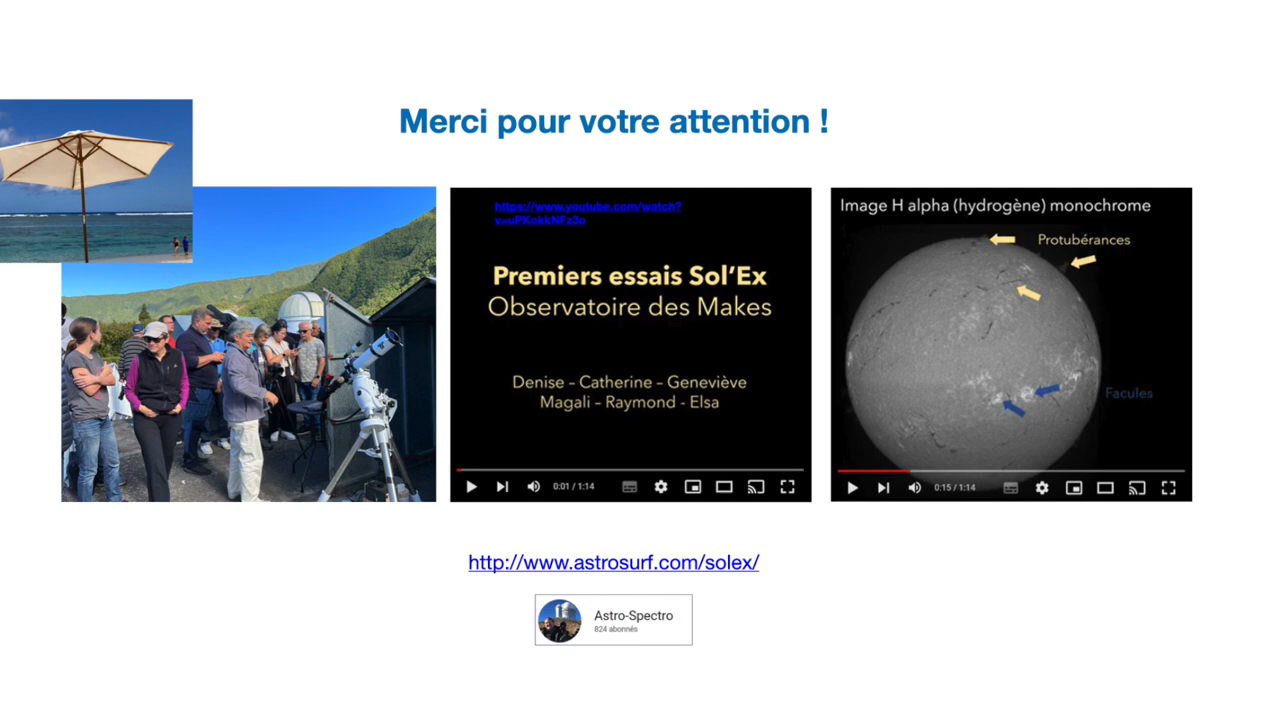 Merci pour votre attention !
https://www.youtube.com/watch?
v=uPKokkNFz3o
Premiers essais Sol’Ex
Observatoire des Makes
Denise – Catherine – Geneviève
Magali – Raymond - Elsa
0:01 / 1:14
Image H alpha (hydrogène) monochrome
Protubérances
Facules
0:15 / 1:14
http://www.astrosurf.com/solex/
Astro-Spectro
824 abonnés